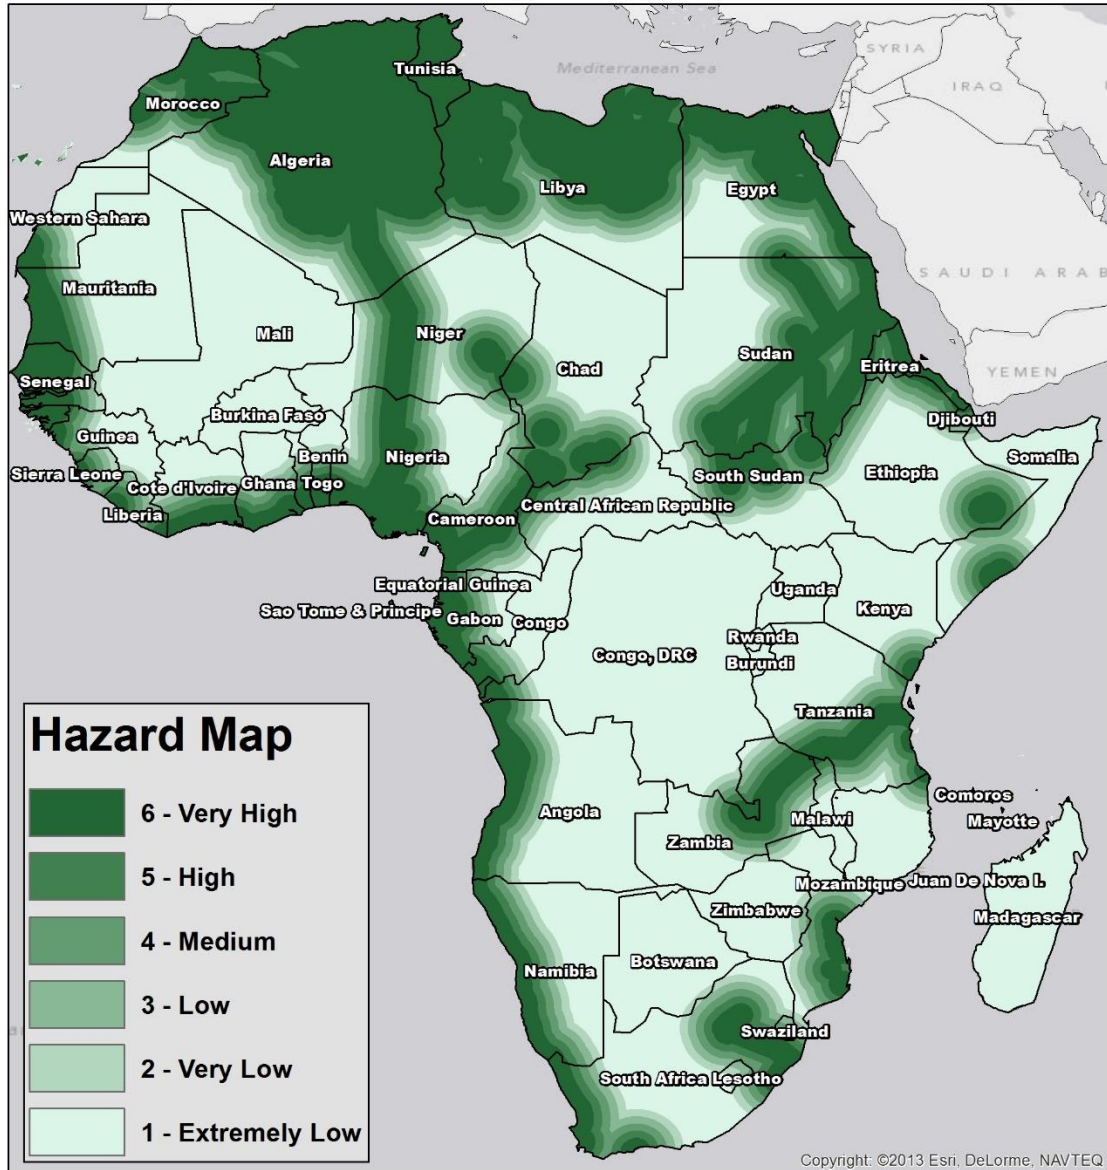 SYRIA
Tunisia
Mediterranean Sea
IRAQ
Morocco
Algeria
Libya
Egypt
Western Sahara
SAUDI ARAB
Mauritania
Mali
Niger
Chad
Sudan
Eritrea
YEMEN
Senegal
Burkina Faso
Djibouti
Guinea
Benin
Nigeria
Ethiopia
Somalia
Sierra Leone
Cote d'Ivoire
Ghana
Togo
South Sudan
Liberia
Cameroon
Central African Republic
Equatorial Guinea
Uganda
Sao Tome & Principe
Gabon
Congo
Kenya
Rwanda
Congo, DRC
Burundi
Tanzania
Hazard Map
6 - Very High
5 - High
4 - Medium
3 - Low
2 - Very Low
1 - Extremely Low
Angola
Comoros
Malawi
Mayotte
Zambia
Mozambique
Juan De Nova I.
Zimbabwe
Madagascar
Botswana
Namibia
Swaziland
South Africa
Lesotho
Copyright: ©2013 Esri, DeLorme, NAVTEQ